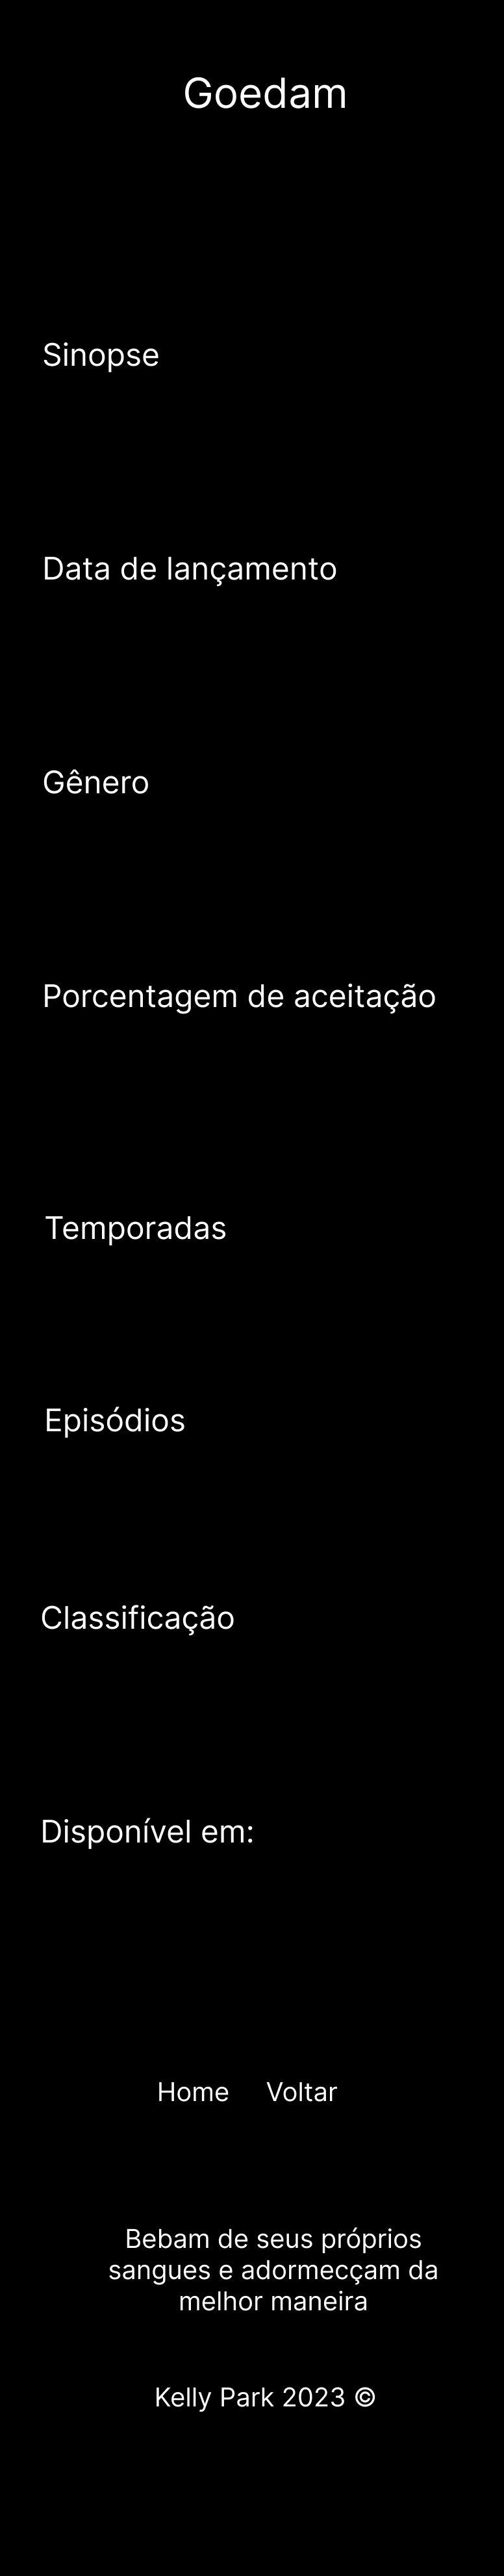 Goedam
Sinopse
Data de lançamento
Gênero
Porcentagem de aceitação
Temporadas
Episódios
Classificação
Disponível em:
Home Voltar
Bebam de seus próprios
sangues e adormecçam da
melhor maneira
Kelly Park 2023 ©